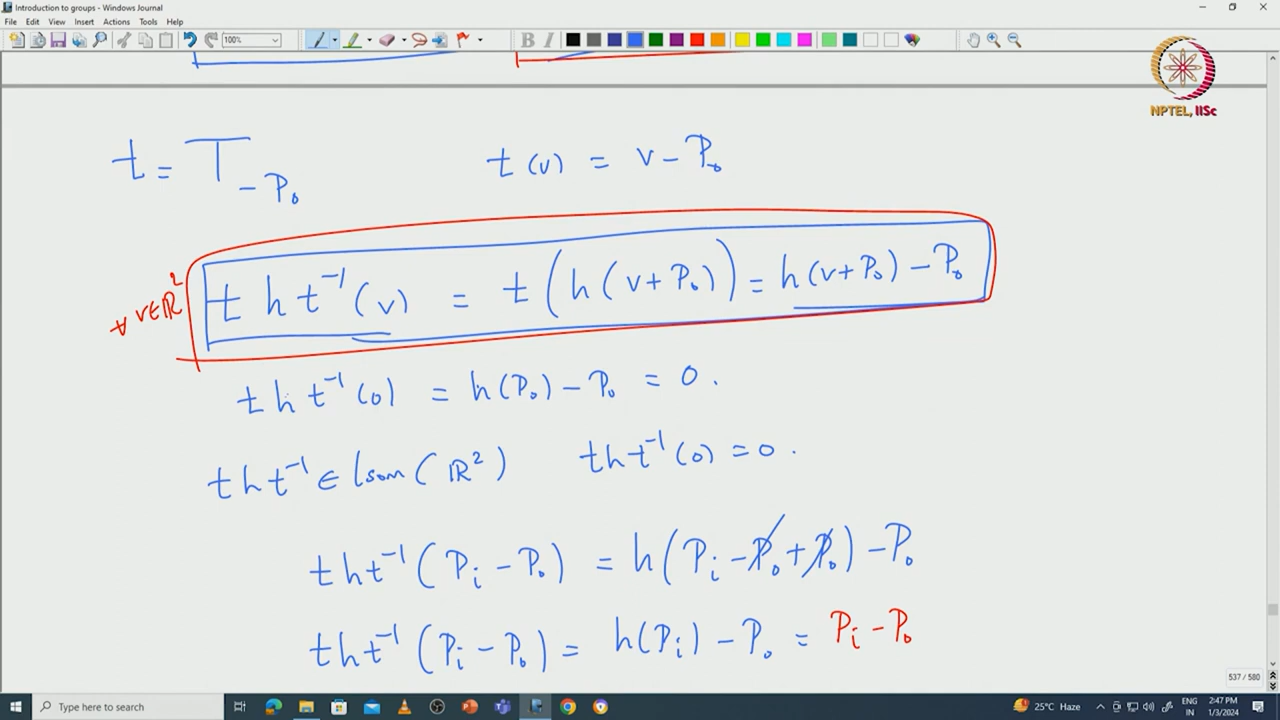 Introduction to groups - Windows Journal
File Edit View Insert Actions Tools Help
100% B I
NPTEL, IISc
t = T_{-P₀} t(v) = v - P₀
∀ v∈ℝ² t h t⁻¹(v) = t(h(v+P₀)) = h(v+P₀) - P₀
t h t⁻¹(0) = h(P₀) - P₀ = 0.
t h t⁻¹ ∈ Isom(ℝ²) t h t⁻¹(0) = 0.
t h t⁻¹(Pᵢ - P₀) = h(Pᵢ - P₀ + P₀) - P₀
t h t⁻¹(Pᵢ - P₀) = h(Pᵢ) - P₀ = Pᵢ - P₀
537 / 580
Type here to search
25°C Haze
ENG
IN
2:47 PM
1/3/2024